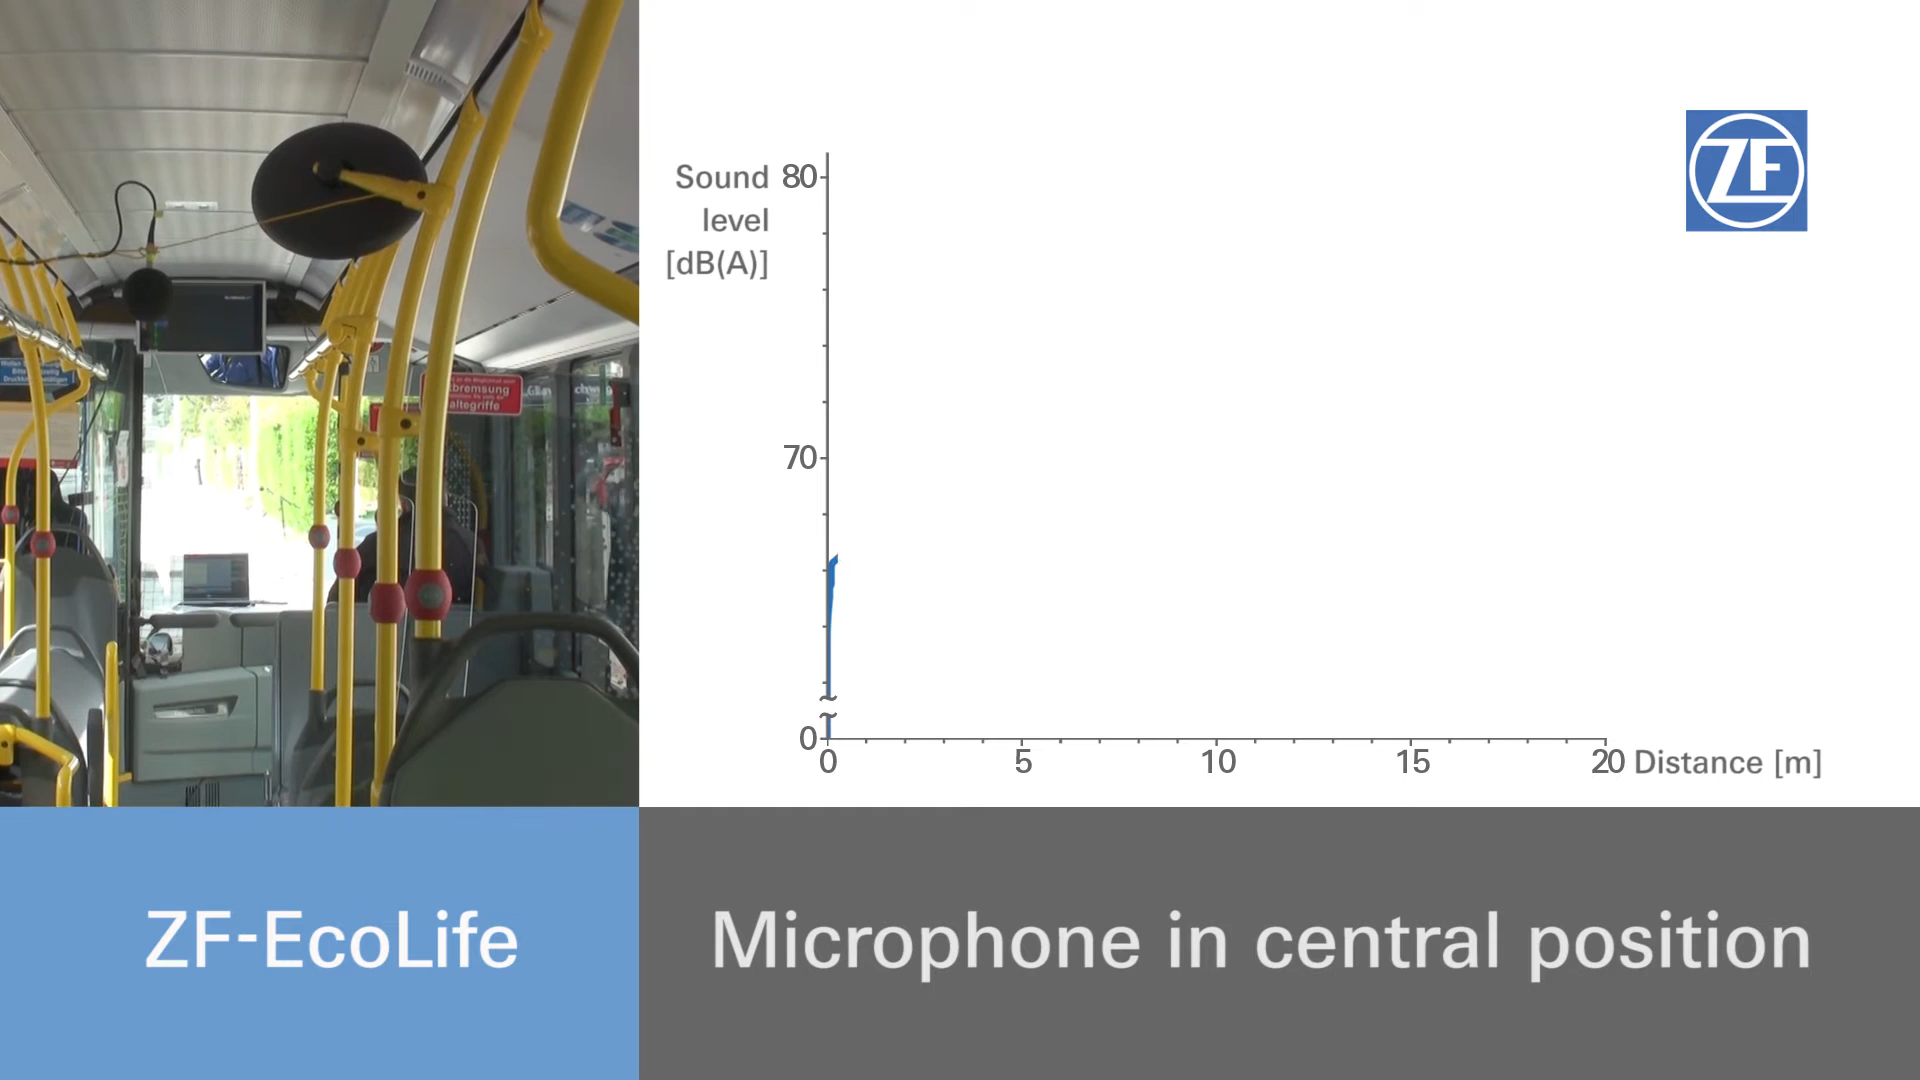 Sound
level
[dB(A)]
80
70
0
0 5 10 15 20 Distance [m]
ZF
bremsung
altegriffe
ZF-EcoLife
Microphone in central position